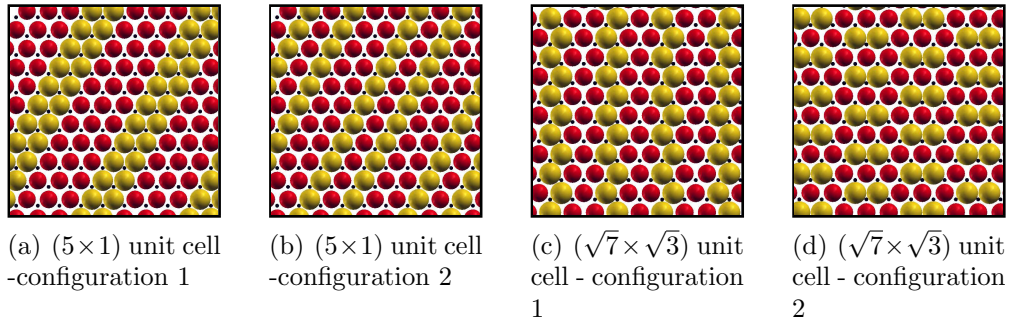 (a) (5×1) unit cell
-configuration 1
(b) (5×1) unit cell
-configuration 2
(c) (√7×√3) unit
cell - configuration
1
(d) (√7×√3) unit
cell - configuration
2